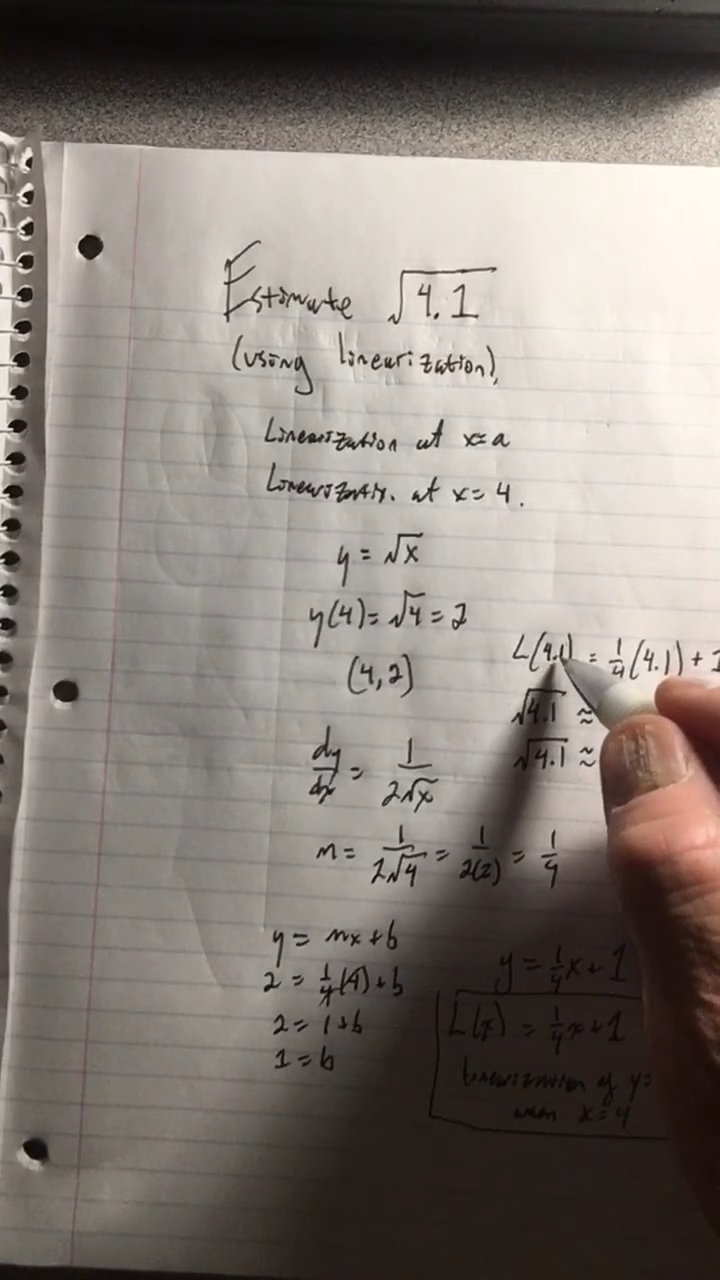 Estimate √4.1
(using linearization),
Linearization at x=a
at x=4.
y = √x
y(4)=√4=2
(4,2)
dy/dx = 1/2√x
m = 1/2√4 = 1/2(2) = 1/4
y = mx+b
2 = 1/4(4)+b
2 = 1+b
1 = b
L(4.1) = 1/4(4.1)+1
√4.1 ≈
√4.1 ≈
y = 1/4x+1
L(x) = 1/4x+1
linearization of y=
when x=4